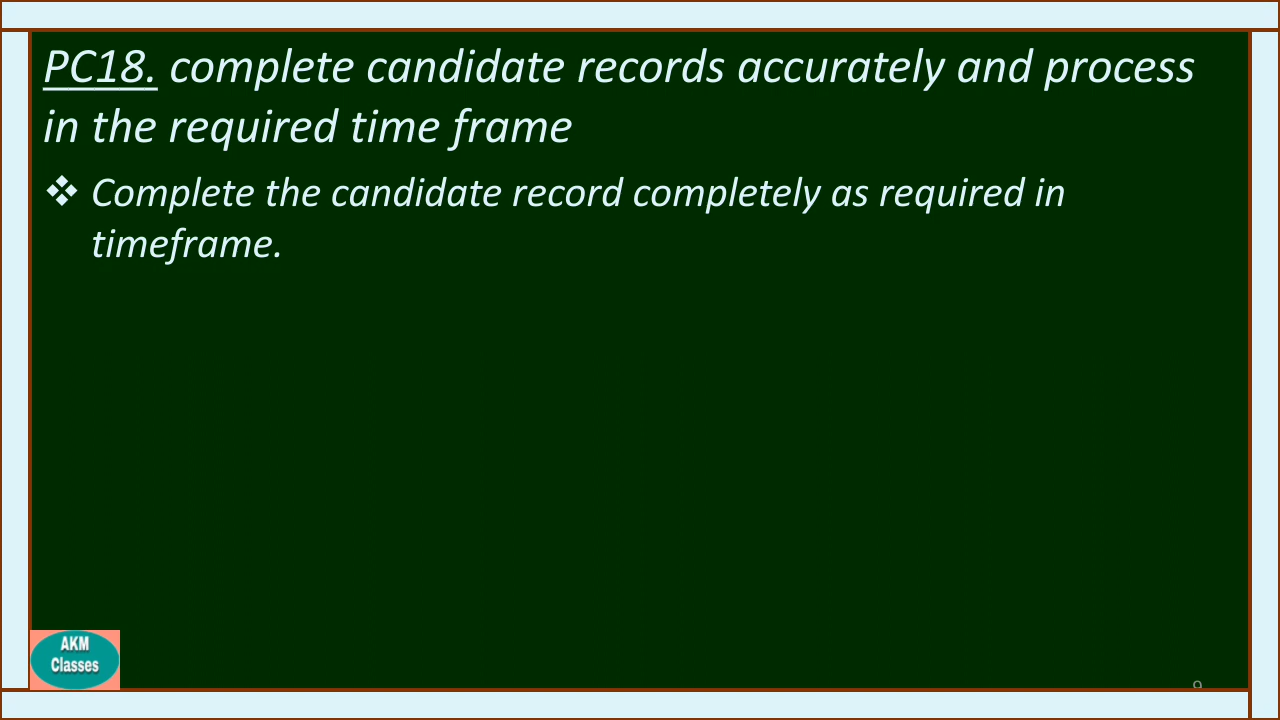 PC18. complete candidate records accurately and process
in the required time frame
❖ Complete the candidate record completely as required in
timeframe.
AKM
Classes
9